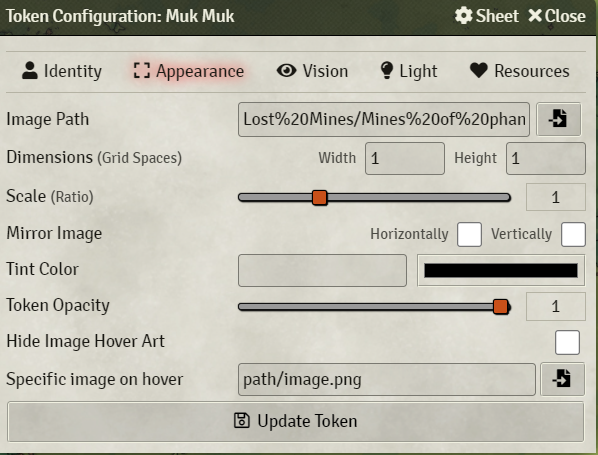 Token Configuration: Muk Muk Sheet Close
Identity Appearance Vision Light Resources
Image Path Lost%20Mines/Mines%20of%20phan
Dimensions (Grid Spaces) Width 1 Height 1
Scale (Ratio) 1
Mirror Image Horizontally Vertically
Tint Color
Token Opacity 1
Hide Image Hover Art
Specific image on hover path/image.png
Update Token